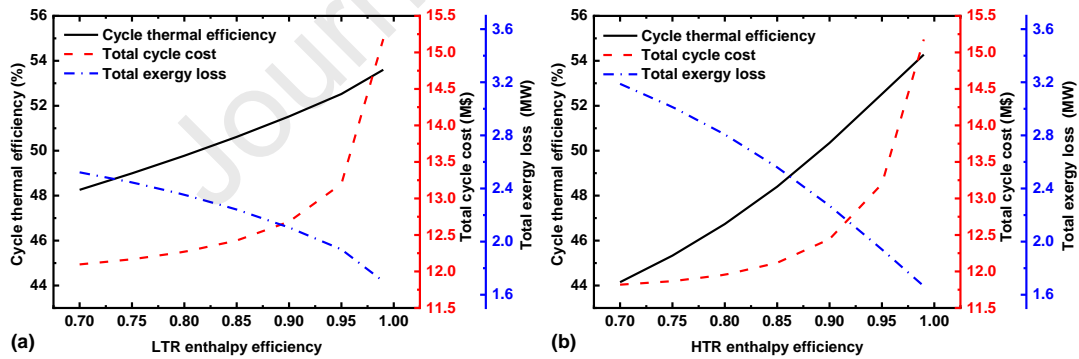 Journ
Cycle thermal efficiency
Total cycle cost
Total exergy loss
Cycle thermal efficiency (%)
56
54
52
50
48
46
44
0.70 0.75 0.80 0.85 0.90 0.95 1.00
LTR enthalpy efficiency
(a)
15.5
15.0
14.5
14.0
13.5
13.0
12.5
12.0
11.5
Total cycle cost (M$)
3.6
3.2
2.8
2.4
2.0
1.6
Total exergy loss (MW)
Cycle thermal efficiency
Total cycle cost
Total exergy loss
Cycle thermal efficiency (%)
56
54
52
50
48
46
44
0.70 0.75 0.80 0.85 0.90 0.95 1.00
HTR enthalpy efficiency
(b)
15.5
15.0
14.5
14.0
13.5
13.0
12.5
12.0
11.5
Total cycle cost (M$)
3.6
3.2
2.8
2.4
2.0
1.6
Total exergy loss (MW)